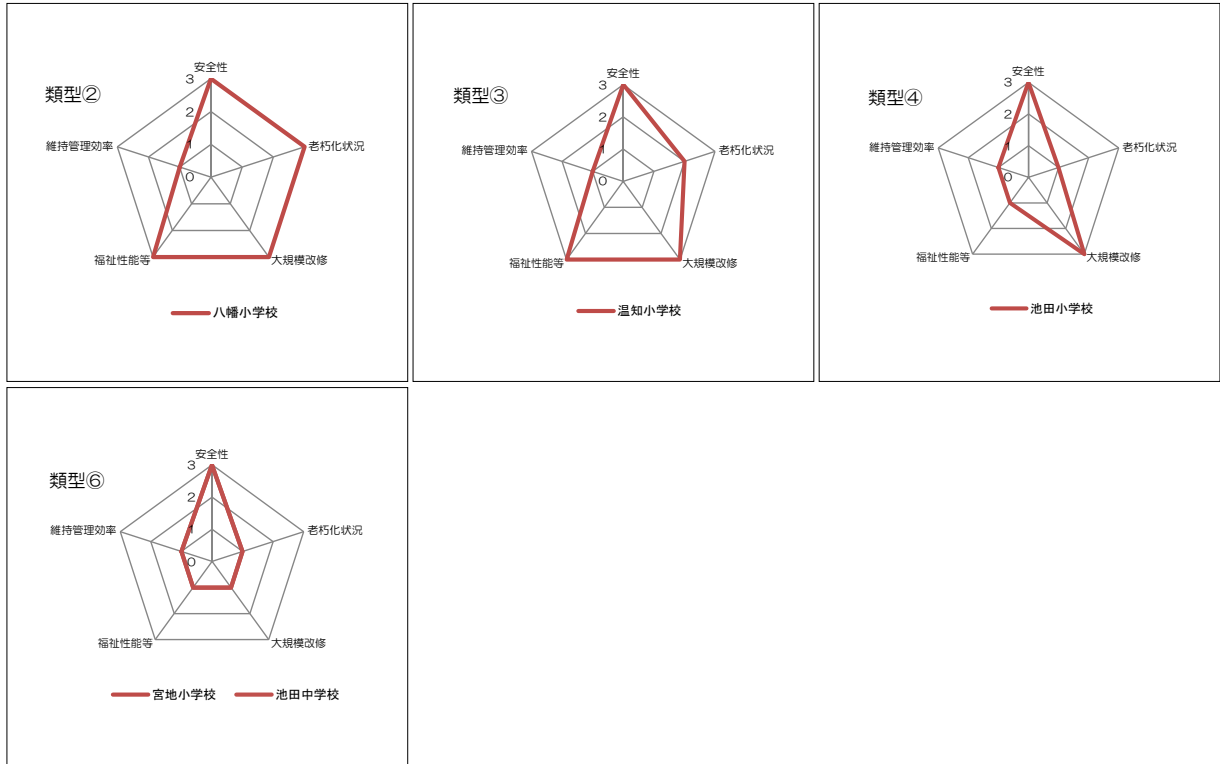 類型②
安全性
3
2
1
0
老朽化状況
大規模改修
福祉性能等
維持管理効率
八幡小学校
類型③
安全性
3
2
1
0
老朽化状況
大規模改修
福祉性能等
維持管理効率
温知小学校
類型④
安全性
3
2
1
0
老朽化状況
大規模改修
福祉性能等
維持管理効率
池田小学校
類型⑥
安全性
3
2
1
0
老朽化状況
大規模改修
福祉性能等
維持管理効率
宮地小学校 池田中学校